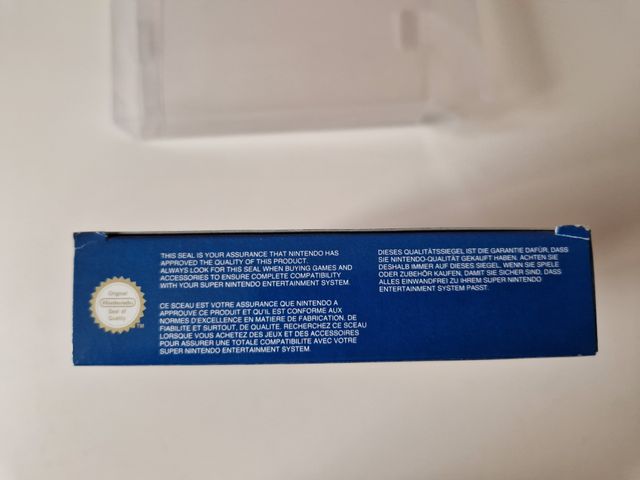 Original
Nintendo
Seal of
Quality
TM
THIS SEAL IS YOUR ASSURANCE THAT NINTENDO HAS
APPROVED THE QUALITY OF THIS PRODUCT.
ALWAYS LOOK FOR THIS SEAL WHEN BUYING GAMES AND
ACCESSORIES TO ENSURE COMPLETE COMPATIBILITY
WITH YOUR SUPER NINTENDO ENTERTAINMENT SYSTEM.
CE SCEAU EST VOTRE ASSURANCE QUE NINTENDO A
APPROUVE CE PRODUIT ET QU'IL EST CONFORME AUX
NORMES D'EXCELLENCE EN MATIERE DE FABRICATION, DE
FIABILITE ET SURTOUT, DE QUALITE. RECHERCHEZ CE SCEAU
LORSQUE VOUS ACHETEZ DES JEUX ET DES ACCESSOIRES
POUR ASSURER UNE TOTALE COMPATIBILITE AVEC VOTRE
SUPER NINTENDO ENTERTAINMENT SYSTEM.
DIESES QUALITÄTSSIEGEL IST DIE GARANTIE DAFÜR, DASS
SIE NINTENDO-QUALITÄT GEKAUFT HABEN. ACHTEN SIE
DESHALB IMMER AUF DIESES SIEGEL, WENN SIE SPIELE
ODER ZUBEHÖR KAUFEN, DAMIT SIE SICHER SIND, DASS
ALLES EINWANDFREI ZU IHREM SUPER NINTENDO
ENTERTAINMENT SYSTEM PASST.